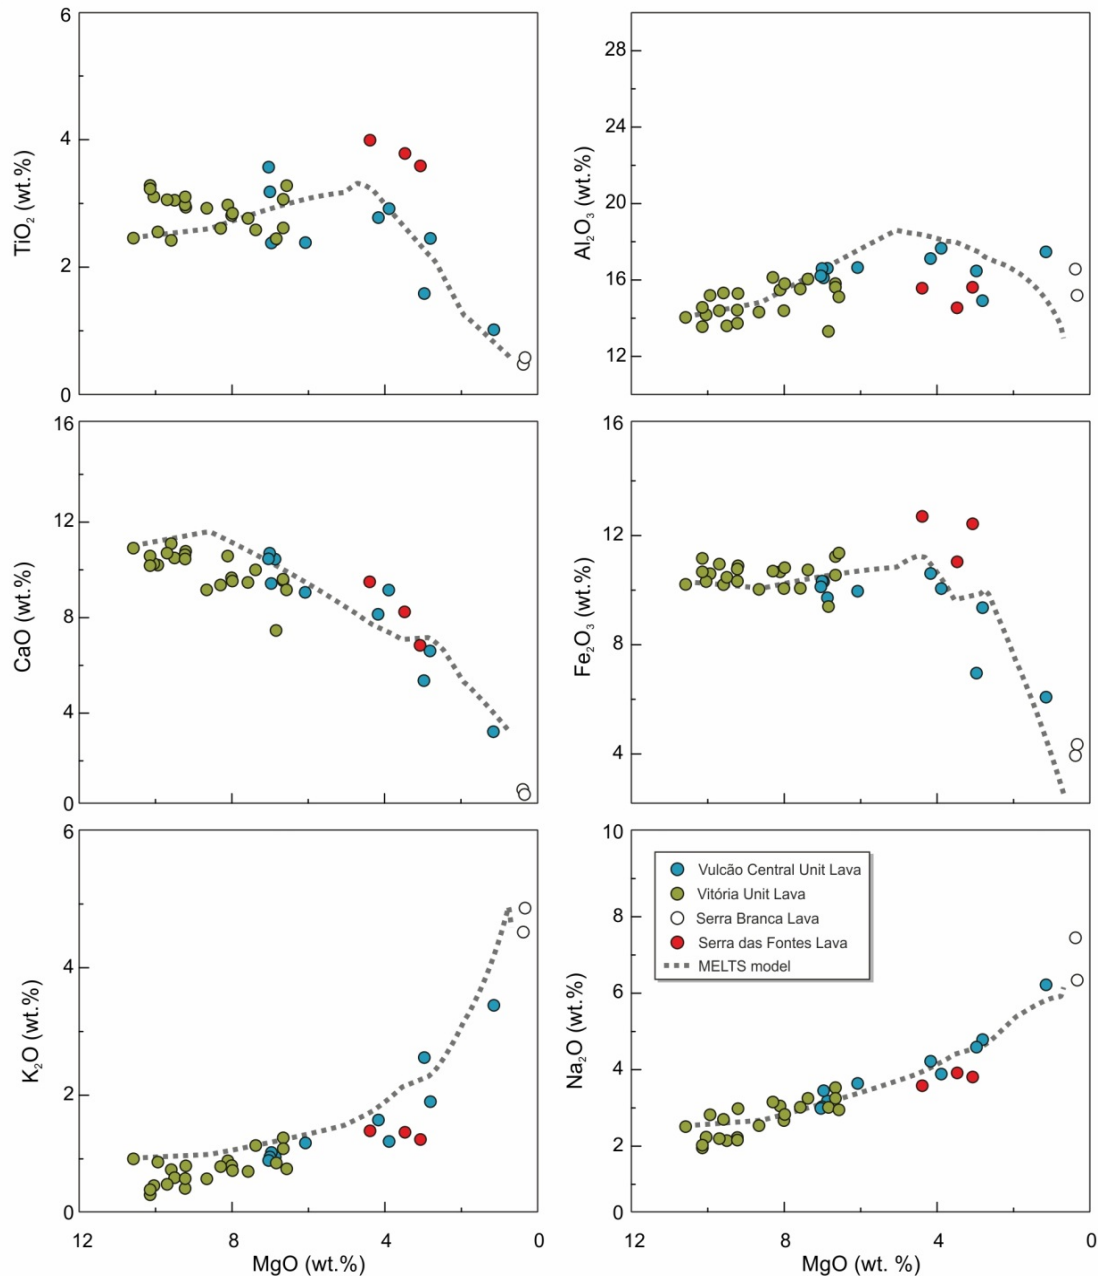 6
4
2
0
TiO₂ (wt.%)
28
24
20
16
12
Al₂O₃ (wt.%)
16
12
8
4
0
CaO (wt.%)
16
12
8
4
Fe₂O₃ (wt.%)
6
4
2
0
K₂O (wt.%)
12
8
4
0
MgO (wt.%)
10
8
6
4
2
0
Na₂O (wt.%)
Vulcão Central Unit Lava
Vitória Unit Lava
Serra Branca Lava
Serra das Fontes Lava
MELTS model
12
8
4
0
MgO (wt. %)